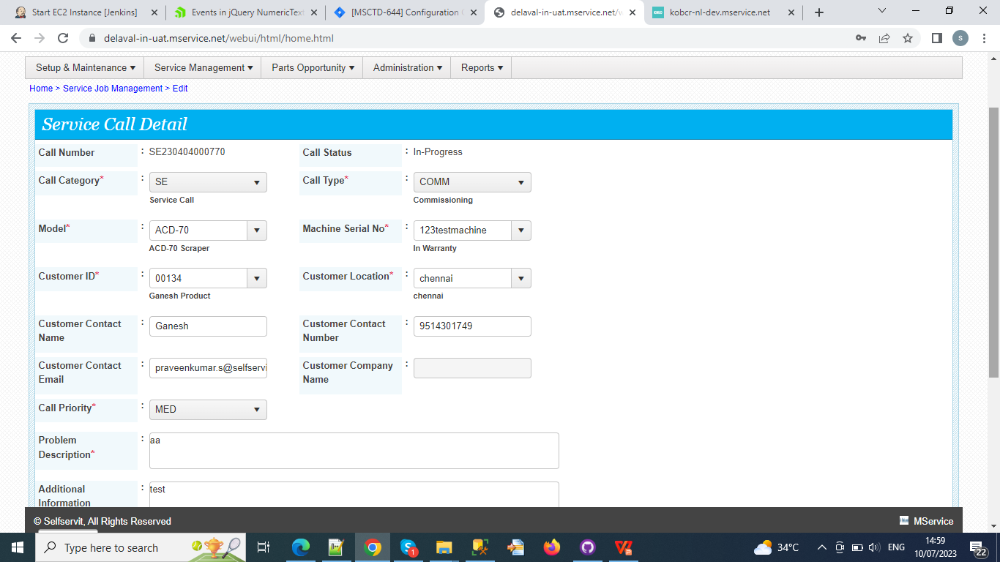 Start EC2 Instance [Jenkins]
Events in jQuery NumericText
[MSCTD-644] Configuration
delaval-in-uat.mservice.net/w
kobcr-nl-dev.mservice.net
delaval-in-uat.mservice.net/webui/html/home.html
S
Setup & Maintenance
Service Management
Parts Opportunity
Administration
Reports
Home > Service Job Management > Edit
Service Call Detail
Call Number : SE230404000770
Call Status : In-Progress
Call Category* : SE
Service Call
Call Type* : COMM
Commissioning
Model* : ACD-70
ACD-70 Scraper
Machine Serial No* : 123testmachine
In Warranty
Customer ID* : 00134
Ganesh Product
Customer Location* : chennai
chennai
Customer Contact
Name
: Ganesh
Customer Contact
Number
: 9514301749
Customer Contact
Email
: praveenkumar.s@selfservi
Customer Company
Name
:
Call Priority* : MED
Problem
Description*
: aa
Additional
Information
: test
© Selfservit, All Rights Reserved
MService
Type here to search
1
34°C
ENG
14:59
10/07/2023
22